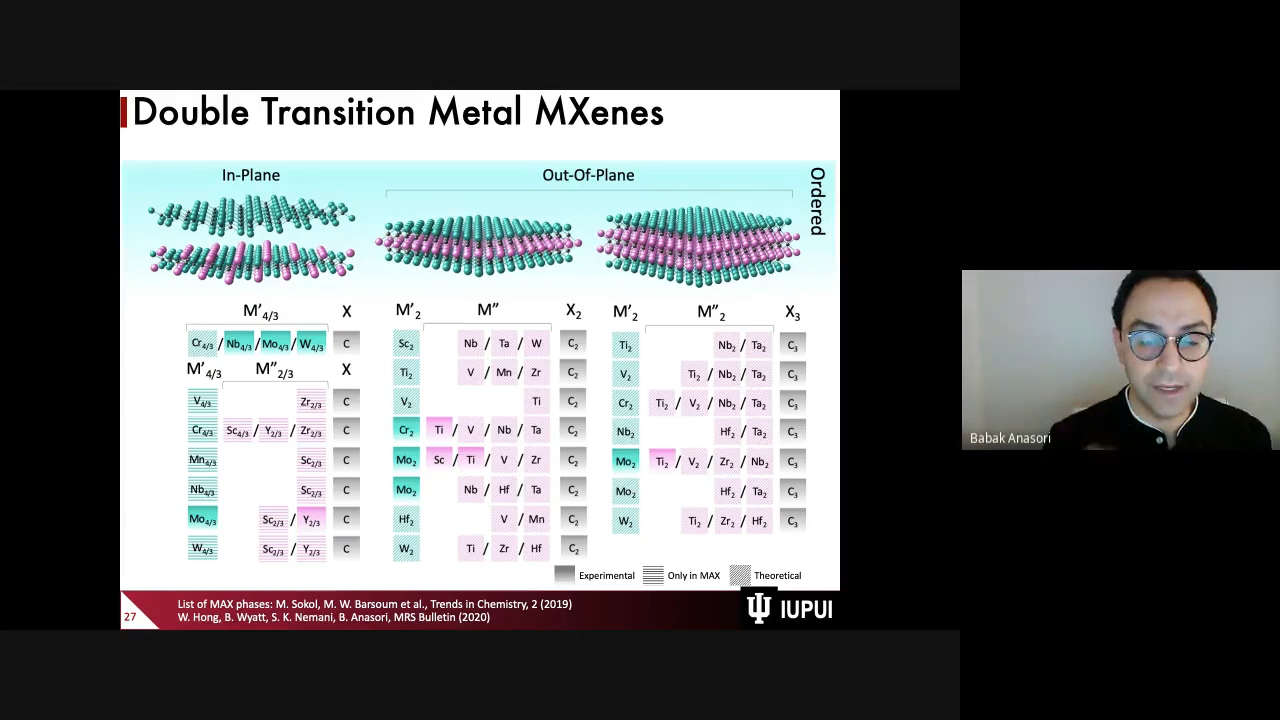 Double Transition Metal MXenes
In-Plane
Out-Of-Plane
Ordered
M'4/3 X
Cr4/3 / Nb4/3 / Mo4/3 / W4/3 C
M'4/3 M"2/3 X
V4/3 Zr2/3 C
Cr4/3 Sc4/3 / Y2/3 / Zr2/3 C
Mn4/3 Sc2/3 C
Nb4/3 Sc2/3 C
Mo4/3 Sc2/3 / Y2/3 C
W4/3 Sc2/3 / Y2/3 C
M'2 M" X2
Sc2 Nb / Ta / W C2
Ti2 V / Mn / Zr C2
V2 Ti C2
Cr2 Ti / V / Nb / Ta C2
Mo2 Sc / Ti / V / Zr C2
Mo2 Nb / Hf / Ta C2
Hf2 V / Mn C2
W2 Ti / Zr / Hf C2
M'2 M"2 X3
Ti2 Nb2 / Ta2 C3
V2 Ti2 / Nb2 / Ta2 C3
Cr2 Ti2 / V2 / Nb2 / Ta2 C3
Nb2 Hf2 / Ta2 C3
Mo2 Ti2 / V2 / Zr2 / Nb2 C3
Mo2 Hf2 / Ta2 C3
W2 Ti2 / Zr2 / Hf2 C3
Experimental Only in MAX Theoretical
27
List of MAX phases: M. Sokol, M. W. Barsoum et al., Trends in Chemistry, 2 (2019)
W. Hong, B. Wyatt, S. K. Nemani, B. Anasori, MRS Bulletin (2020)
IUPUI
Babak Anasori